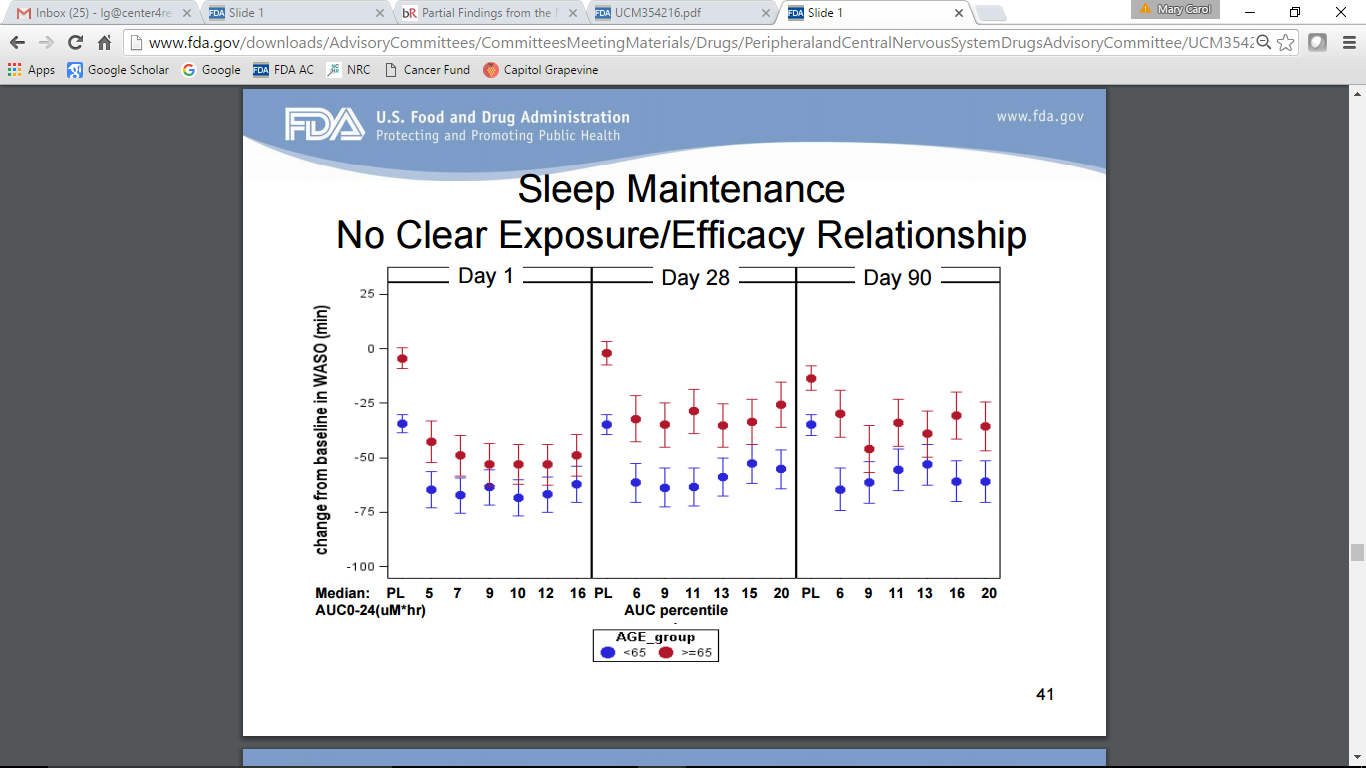 Inbox (25) - lg@center4re
Slide 1
Partial Findings from the
UCM354216.pdf
Slide 1
Mary Carol
www.fda.gov/downloads/AdvisoryCommittees/CommitteesMeetingMaterials/Drugs/PeripheralandCentralNervousSystemDrugsAdvisoryCommittee/UCM3542
Apps Google Scholar Google FDA AC NRC Cancer Fund Capitol Grapevine
FDA U.S. Food and Drug Administration
Protecting and Promoting Public Health
www.fda.gov
Sleep Maintenance
No Clear Exposure/Efficacy Relationship
Day 1 Day 28 Day 90
change from baseline in WASO (min)
25
0
-25
-50
-75
-100
Median: PL 5 7 9 10 12 16 PL 6 9 11 13 15 20 PL 6 9 11 13 16 20
AUC0-24(uM*hr) AUC percentile
AGE_group
<65 >=65
41